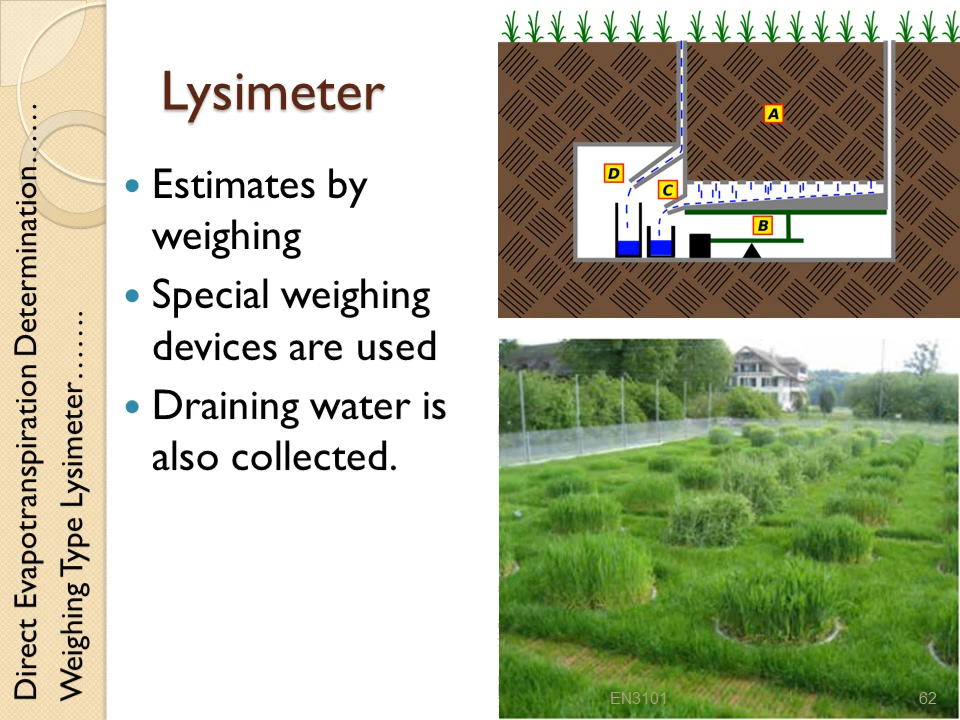 Direct Evapotranspiration Determination……
Weighing Type Lysimeter…….
Lysimeter
• Estimates by
weighing
• Special weighing
devices are used
• Draining water is
also collected.
A
D
C
B
EN3101
62